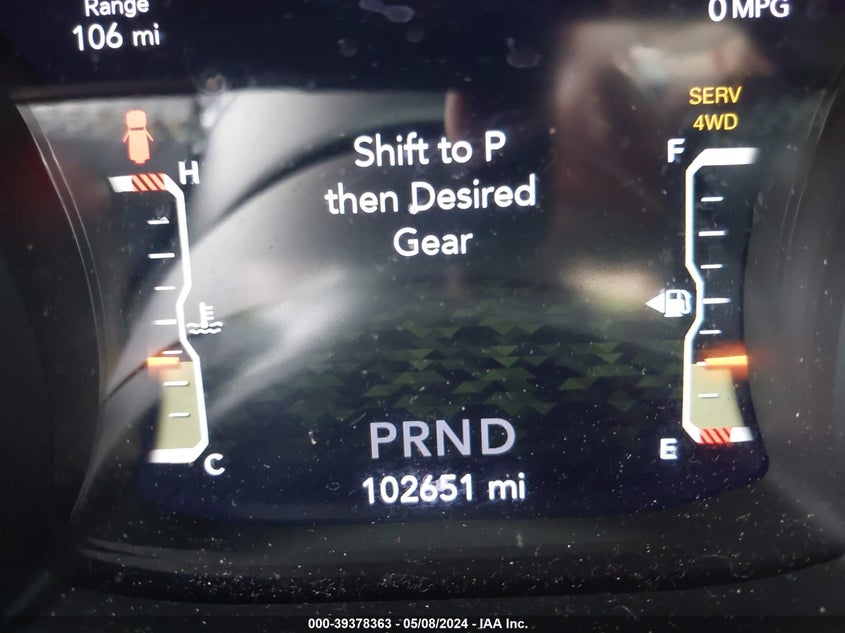 Range
106 mi
0 MPG
SERV
4WD
H
F
Shift to P
then Desired
Gear
PRND
E
C
102651 mi
000-39378363 - 05/08/2024 - IAA Inc.